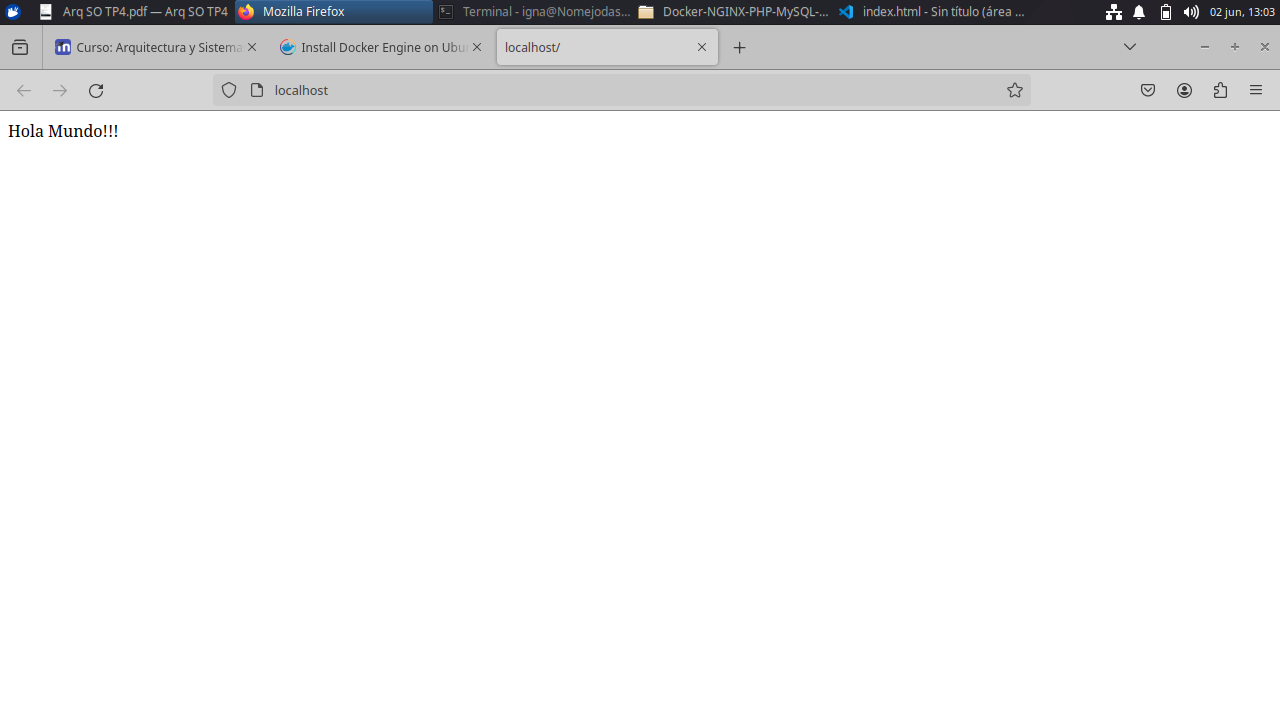 Arq SO TP4.pdf — Arq SO TP4 Mozilla Firefox Terminal - igna@Nomejodas... Docker-NGINX-PHP-MySQL-... index.html - Sin título (área ... 02 jun, 13:03
Curso: Arquitectura y Sistema Install Docker Engine on Ubu localhost/
localhost
Hola Mundo!!!